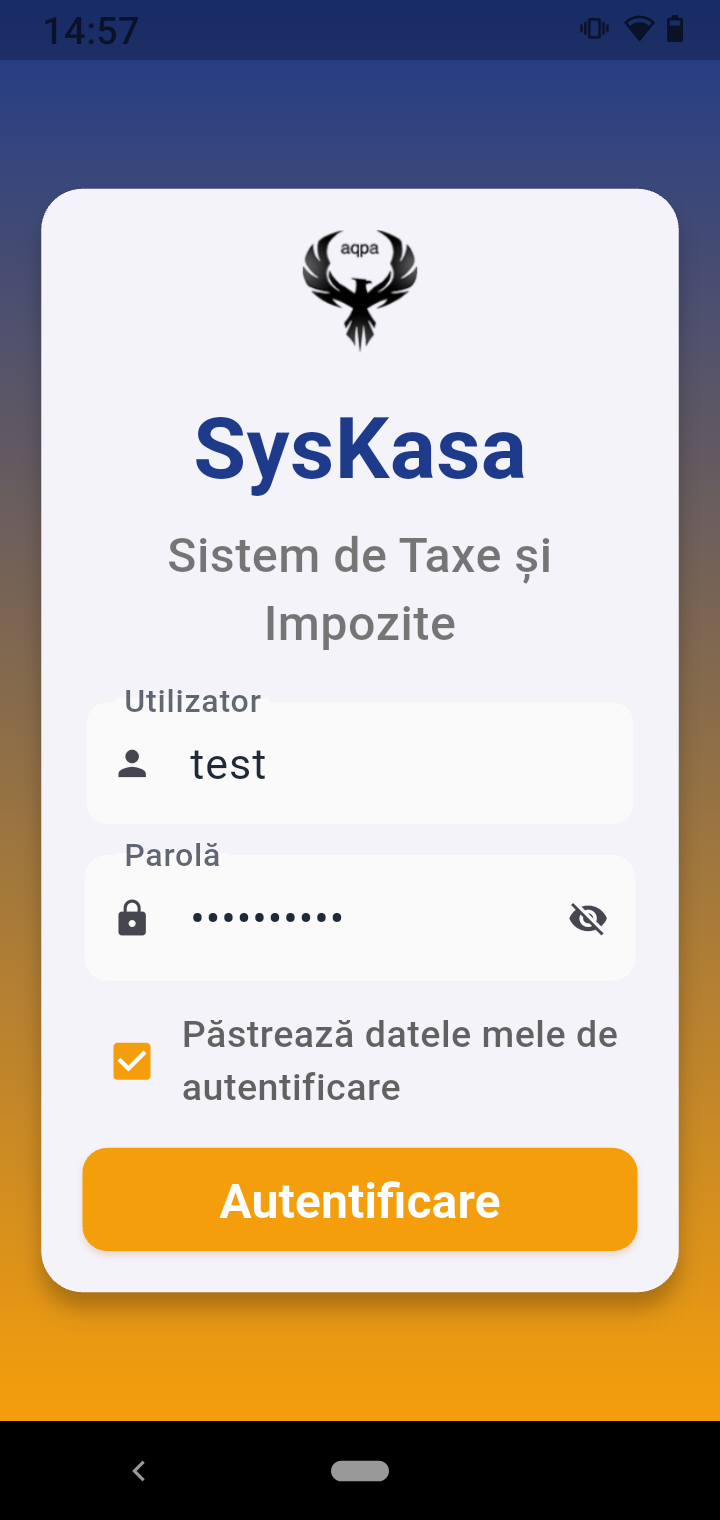 14:57
aqpa
SysKasa
Sistem de Taxe și
Impozite
Utilizator
test
Parolă
••••••••••
Păstrează datele mele de
autentificare
Autentificare